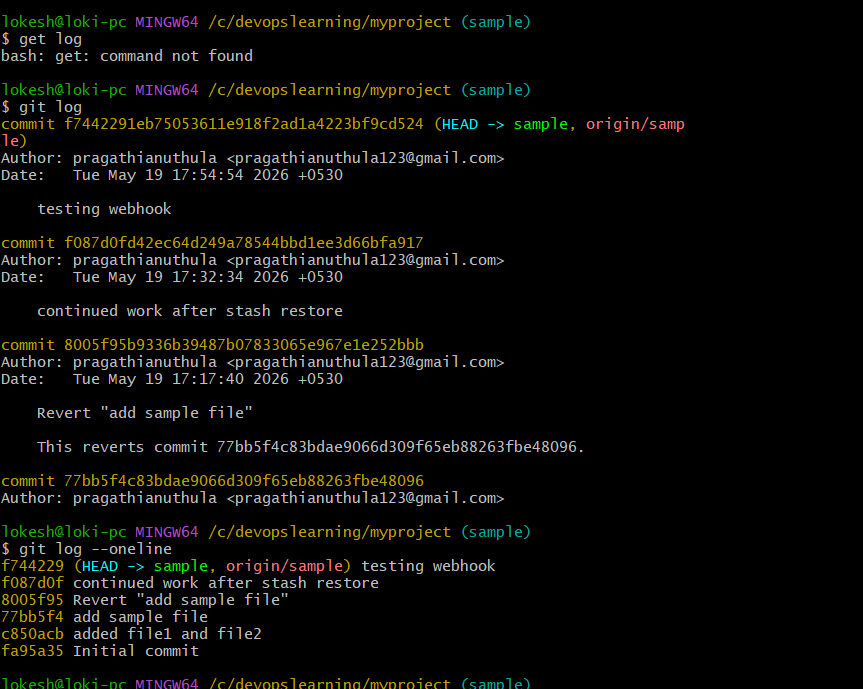 lokesh@loki-pc MINGW64 /c/devopslearning/myproject (sample)
$ get log
bash: get: command not found
lokesh@loki-pc MINGW64 /c/devopslearning/myproject (sample)
$ git log
commit f7442291eb75053611e918f2ad1a4223bf9cd524 (HEAD -> sample, origin/samp
le)
Author: pragathianuthula <pragathianuthula123@gmail.com>
Date:   Tue May 19 17:54:54 2026 +0530
    testing webhook
commit f087d0fd42ec64d249a78544bbd1ee3d66bfa917
Author: pragathianuthula <pragathianuthula123@gmail.com>
Date:   Tue May 19 17:32:34 2026 +0530
    continued work after stash restore
commit 8005f95b9336b39487b07833065e967e1e252bbb
Author: pragathianuthula <pragathianuthula123@gmail.com>
Date:   Tue May 19 17:17:40 2026 +0530
    Revert "add sample file"
    This reverts commit 77bb5f4c83bdae9066d309f65eb88263fbe48096.
commit 77bb5f4c83bdae9066d309f65eb88263fbe48096
Author: pragathianuthula <pragathianuthula123@gmail.com>
lokesh@loki-pc MINGW64 /c/devopslearning/myproject (sample)
$ git log --oneline
f744229 (HEAD -> sample, origin/sample) testing webhook
f087d0f continued work after stash restore
8005f95 Revert "add sample file"
77bb5f4 add sample file
c850acb added file1 and file2
fa95a35 Initial commit
lokesh@loki-pc MINGW64 /c/devopslearning/myproject (sample)